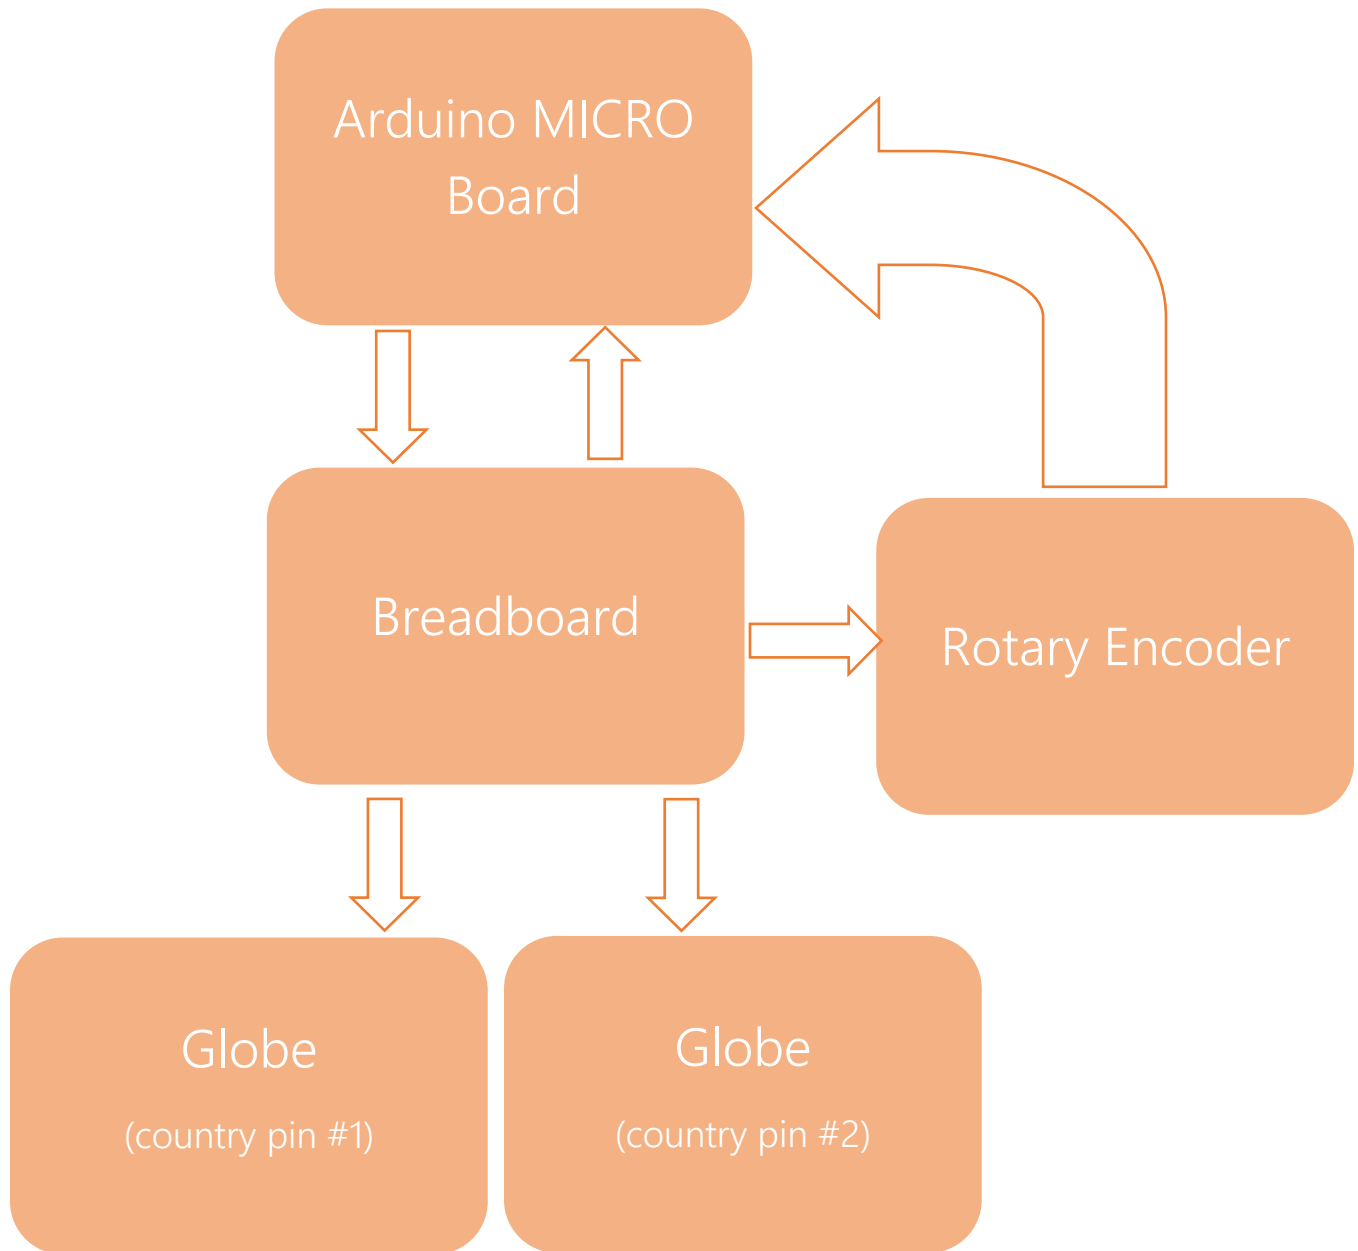 Arduino MICRO
Board
Breadboard
Rotary Encoder
Globe
(country pin #1)
Globe
(country pin #2)